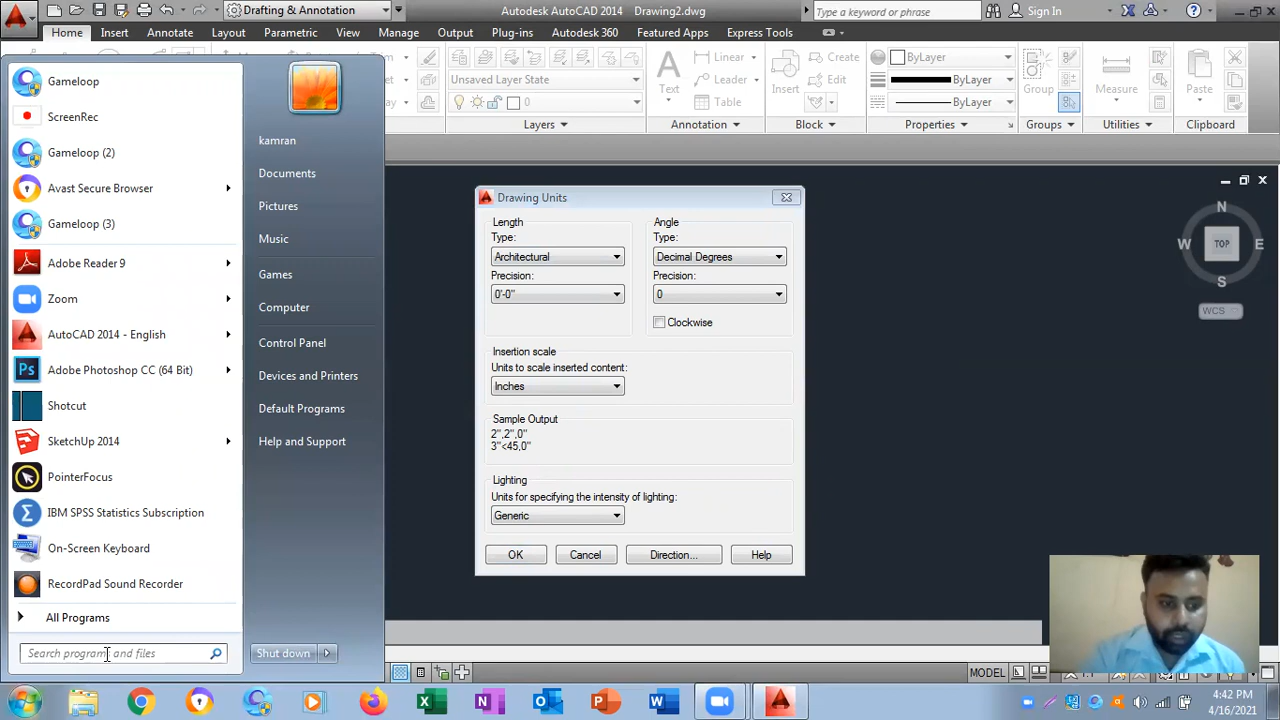 Drafting & Annotation
Autodesk AutoCAD 2014 Drawing2.dwg
Type a keyword or phrase
Sign In
Home Insert Annotate Layout Parametric View Manage Output Plug-ins Autodesk 360 Featured Apps Express Tools
Unsaved Layer State
0
Layers
Text
Linear
Leader
Table
Annotation
Insert
Create
Edit
Block
ByLayer
ByLayer
ByLayer
Properties
Group
Groups
Measure
Utilities
Paste
Clipboard
Gameloop
ScreenRec
Gameloop (2)
Avast Secure Browser
Gameloop (3)
Adobe Reader 9
Zoom
AutoCAD 2014 - English
Adobe Photoshop CC (64 Bit)
Ps
Shotcut
SketchUp 2014
PointerFocus
IBM SPSS Statistics Subscription
On-Screen Keyboard
RecordPad Sound Recorder
All Programs
Search programs and files
kamran
Documents
Pictures
Music
Games
Computer
Control Panel
Devices and Printers
Default Programs
Help and Support
Shut down
Drawing Units
Length
Type:
Architectural
Precision:
0'-0"
Angle
Type:
Decimal Degrees
Precision:
0
Clockwise
Insertion scale
Units to scale inserted content:
Inches
Sample Output
2",2",0"
3"<45,0"
Lighting
Units for specifying the intensity of lighting:
Generic
OK Cancel Direction... Help
N
W TOP E
S
WCS
MODEL
4:42 PM
4/16/2021